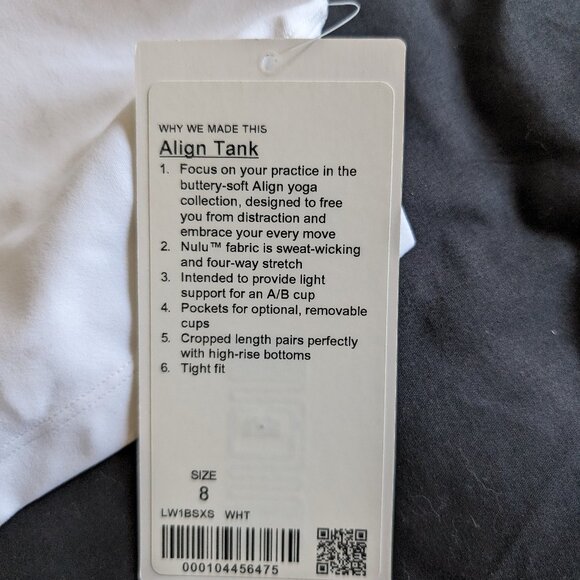 WHY WE MADE THIS
Align Tank
1. Focus on your practice in the
buttery-soft Align yoga
collection, designed to free
you from distraction and
embrace your every move
2. Nulu™ fabric is sweat-wicking
and four-way stretch
3. Intended to provide light
support for an A/B cup
4. Pockets for optional, removable
cups
5. Cropped length pairs perfectly
with high-rise bottoms
6. Tight fit
SIZE
8
LW1BSXS WHT
000104456475